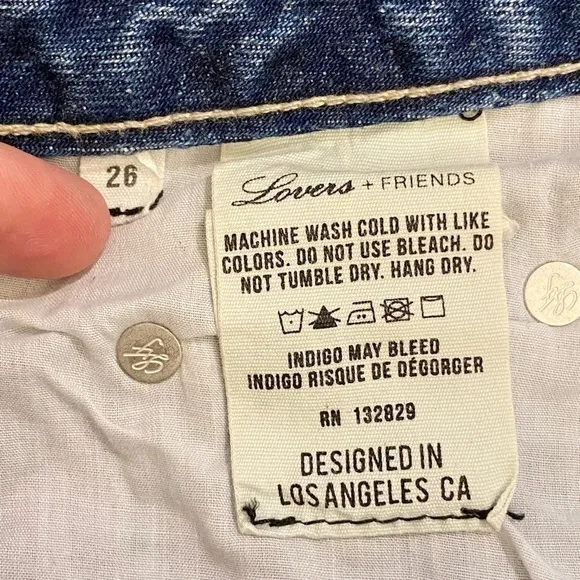 26
Lovers + FRIENDS
MACHINE WASH COLD WITH LIKE
COLORS. DO NOT USE BLEACH. DO
NOT TUMBLE DRY. HANG DRY.
INDIGO MAY BLEED
INDIGO RISQUE DE DÉGORGER
RN 132829
DESIGNED IN
LOS ANGELES CA